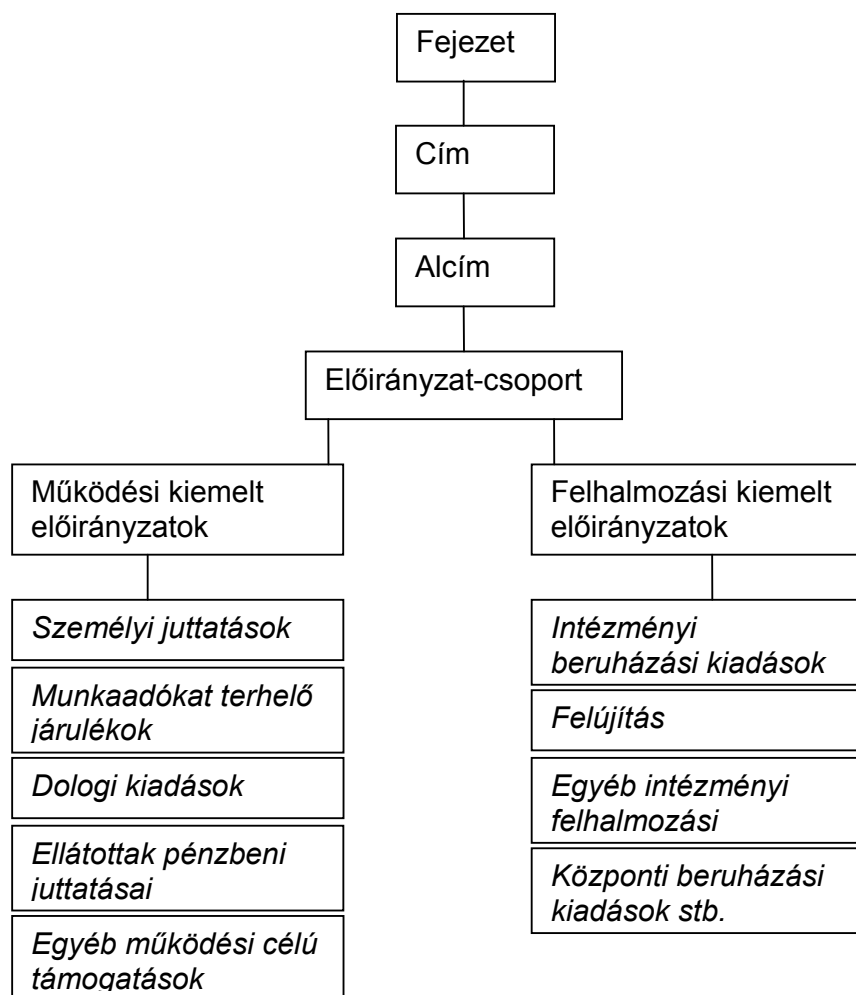 Fejezet
Cím
Alcím
Előirányzat-csoport
Működési kiemelt
előirányzatok
Személyi juttatások
Munkaadókat terhelő
járulékok
Dologi kiadások
Ellátottak pénzbeni
juttatásai
Egyéb működési célú
támogatások
Felhalmozási kiemelt
előirányzatok
Intézményi
beruházási kiadások
Felújítás
Egyéb intézményi
felhalmozási
Központi beruházási
kiadások stb.